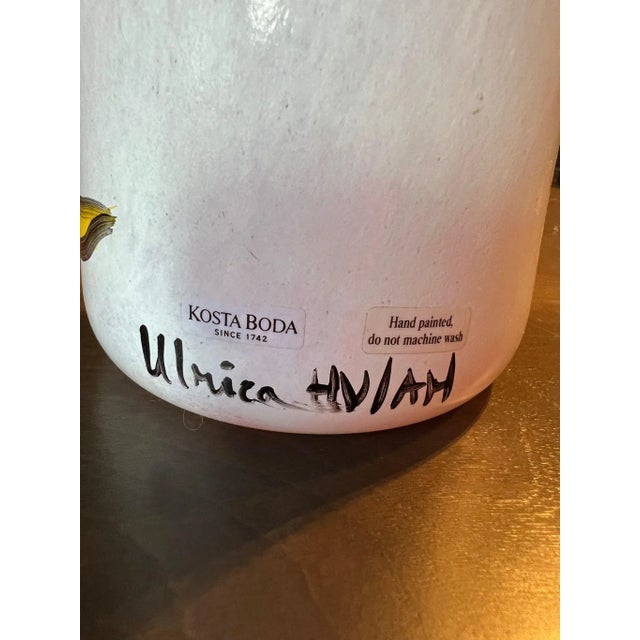 KOSTA BODA
SINCE 1742
Hand painted,
do not machine wash
Ulrica HV/AH